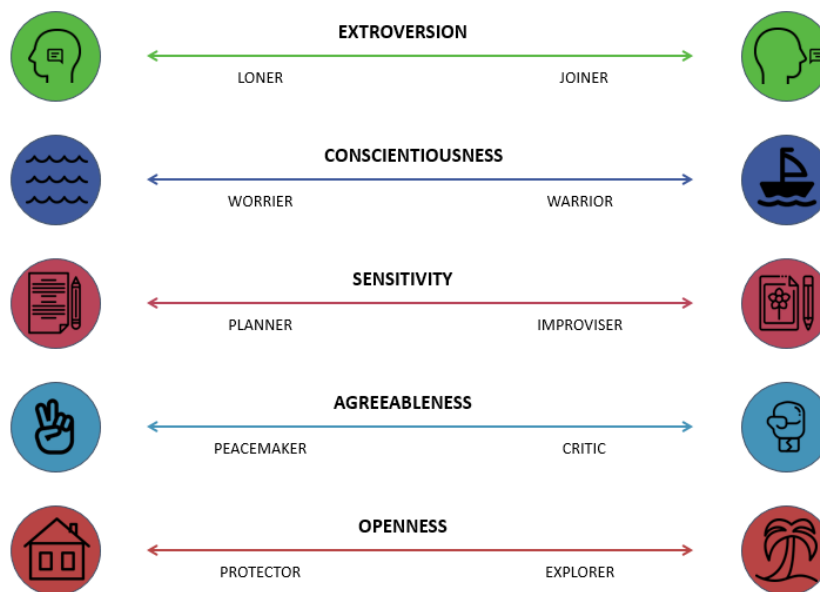 EXTROVERSION
LONER JOINER
CONSCIENTIOUSNESS
WORRIER WARRIOR
SENSITIVITY
PLANNER IMPROVISER
AGREEABLENESS
PEACEMAKER CRITIC
OPENNESS
PROTECTOR EXPLORER